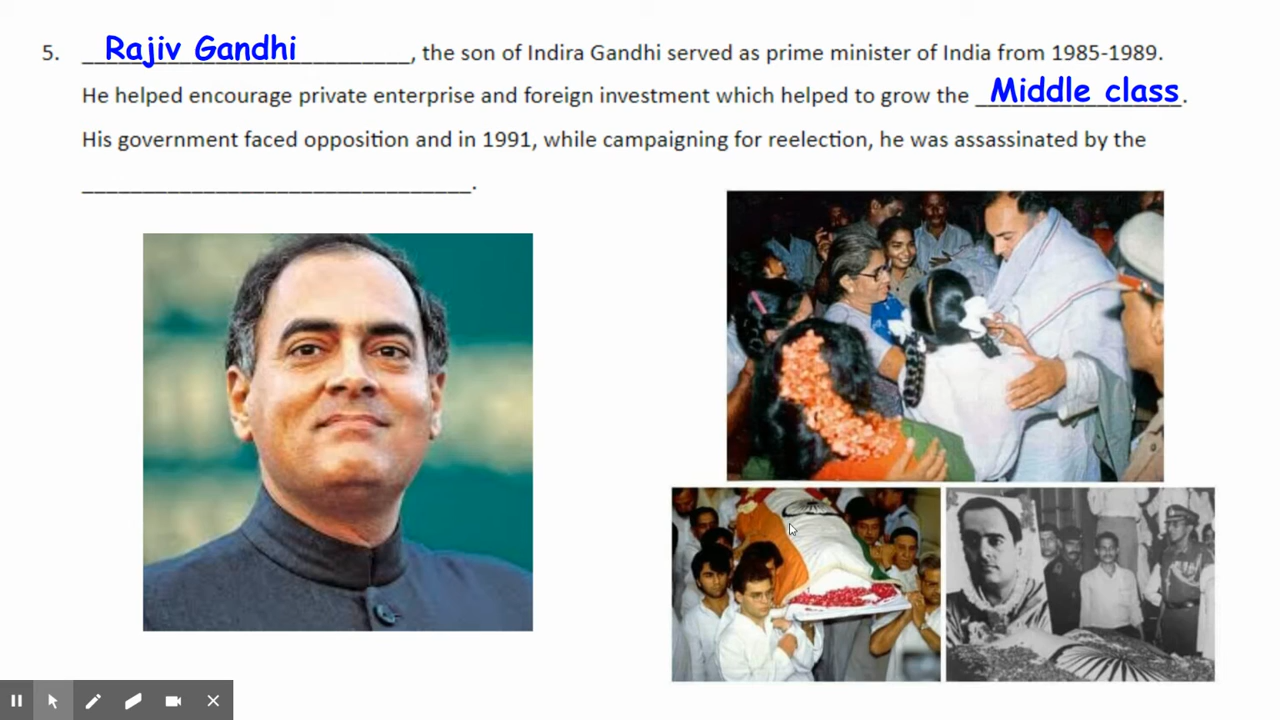 5. Rajiv Gandhi, the son of Indira Gandhi served as prime minister of India from 1985-1989.
He helped encourage private enterprise and foreign investment which helped to grow the Middle class.
His government faced opposition and in 1991, while campaigning for reelection, he was assassinated by the
________________________________.